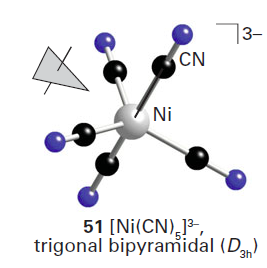 3–
CN
Ni
51 [Ni(CN)₅]³⁻,
trigonal bipyramidal (D₃ₕ)